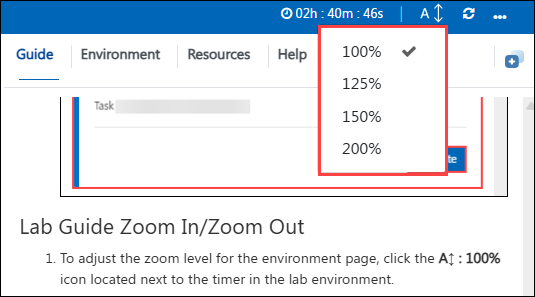 02h : 40m : 46s A
Guide Environment Resources Help
100%
125%
150%
200%
Task
Lab Guide Zoom In/Zoom Out
1. To adjust the zoom level for the environment page, click the A↕ : 100%
icon located next to the timer in the lab environment.